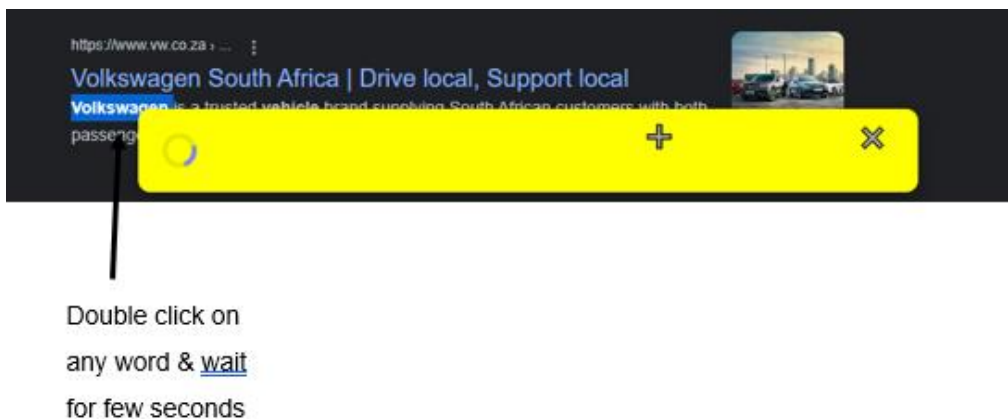 https://www.vw.co.za › ...
Volkswagen South Africa | Drive local, Support local
Volkswagen is a trusted vehicle brand supplying South African customers with both
passeng
Double click on
any word & wait
for few seconds